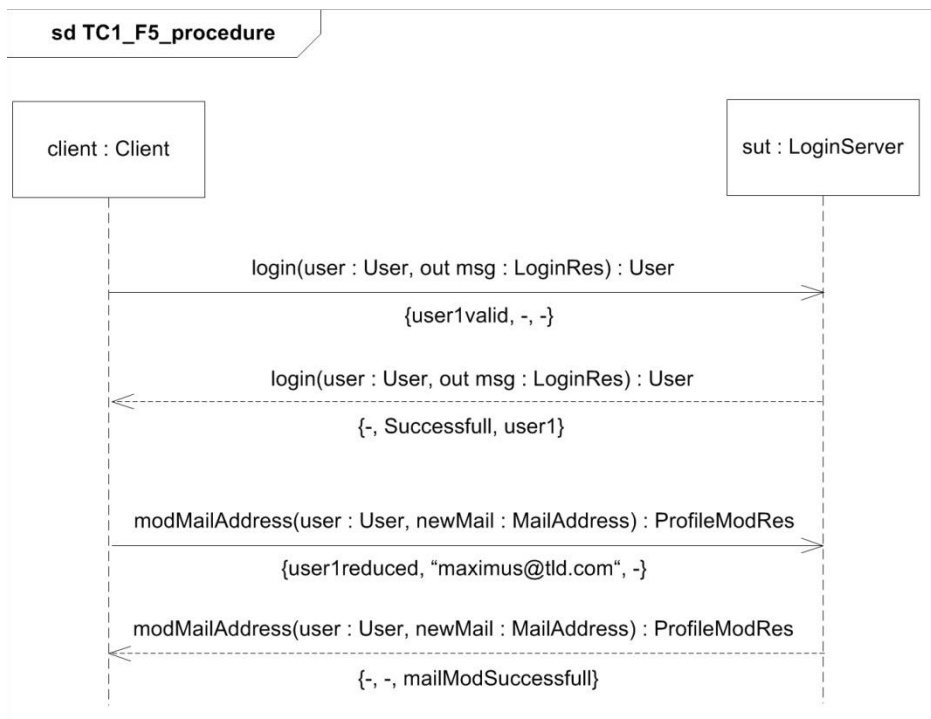 sd TC1_F5_procedure
client : Client
sut : LoginServer
login(user : User, out msg : LoginRes) : User
{user1valid, -, -}
login(user : User, out msg : LoginRes) : User
{-, Successfull, user1}
modMailAddress(user : User, newMail : MailAddress) : ProfileModRes
{user1reduced, “maximus@tld.com“, -}
modMailAddress(user : User, newMail : MailAddress) : ProfileModRes
{-, -, mailModSuccessfull}